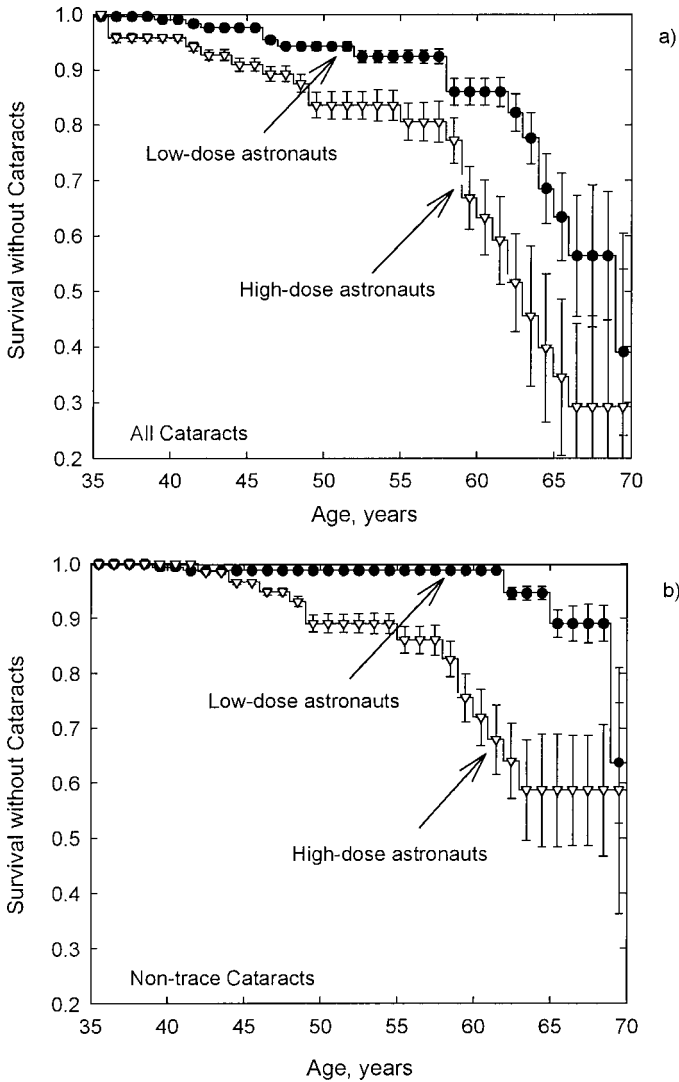 a)
1.0
0.9
0.8
0.7
0.6
0.5
0.4
0.3
0.2
Survival without Cataracts
Low-dose astronauts
High-dose astronauts
All Cataracts
35 40 45 50 55 60 65 70
Age, years
b)
1.0
0.9
0.8
0.7
0.6
0.5
0.4
0.3
0.2
Survival without Cataracts
Low-dose astronauts
High-dose astronauts
Non-trace Cataracts
35 40 45 50 55 60 65 70
Age, years